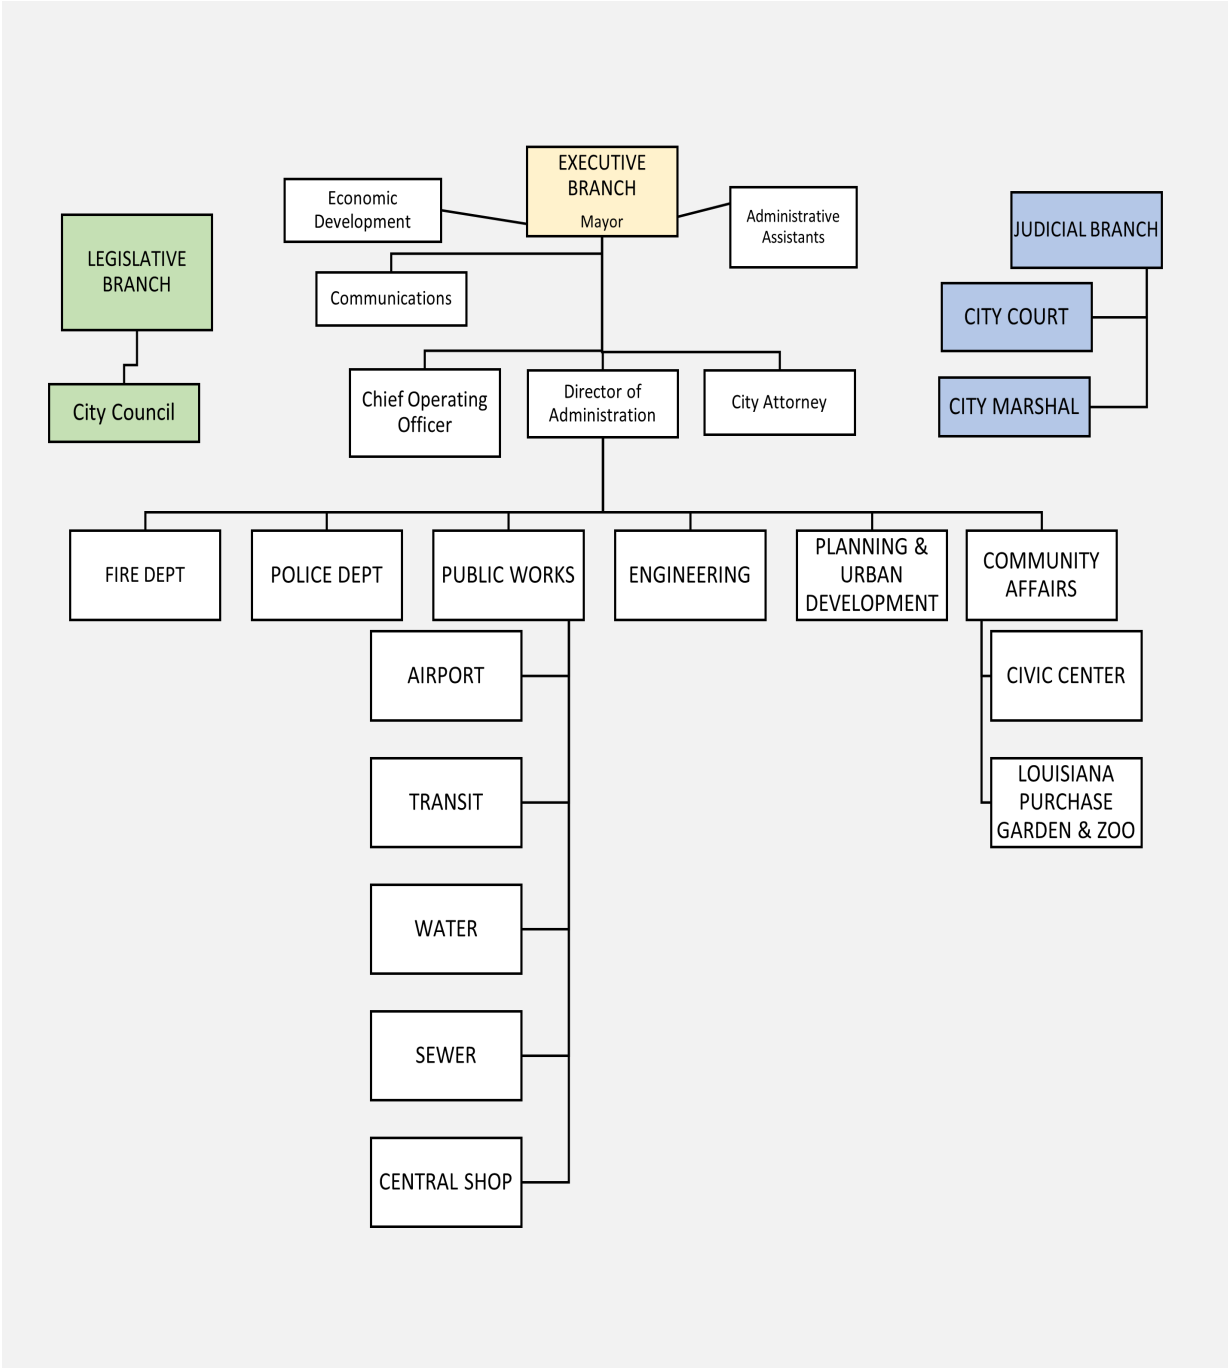 EXECUTIVE
BRANCH
Mayor
Economic
Development
Administrative
Assistants
Communications
LEGISLATIVE
BRANCH
City Council
JUDICIAL BRANCH
CITY COURT
CITY MARSHAL
Chief Operating
Officer
Director of
Administration
City Attorney
FIRE DEPT
POLICE DEPT
PUBLIC WORKS
ENGINEERING
PLANNING &
URBAN
DEVELOPMENT
COMMUNITY
AFFAIRS
AIRPORT
TRANSIT
WATER
SEWER
CENTRAL SHOP
CIVIC CENTER
LOUISIANA
PURCHASE
GARDEN & ZOO